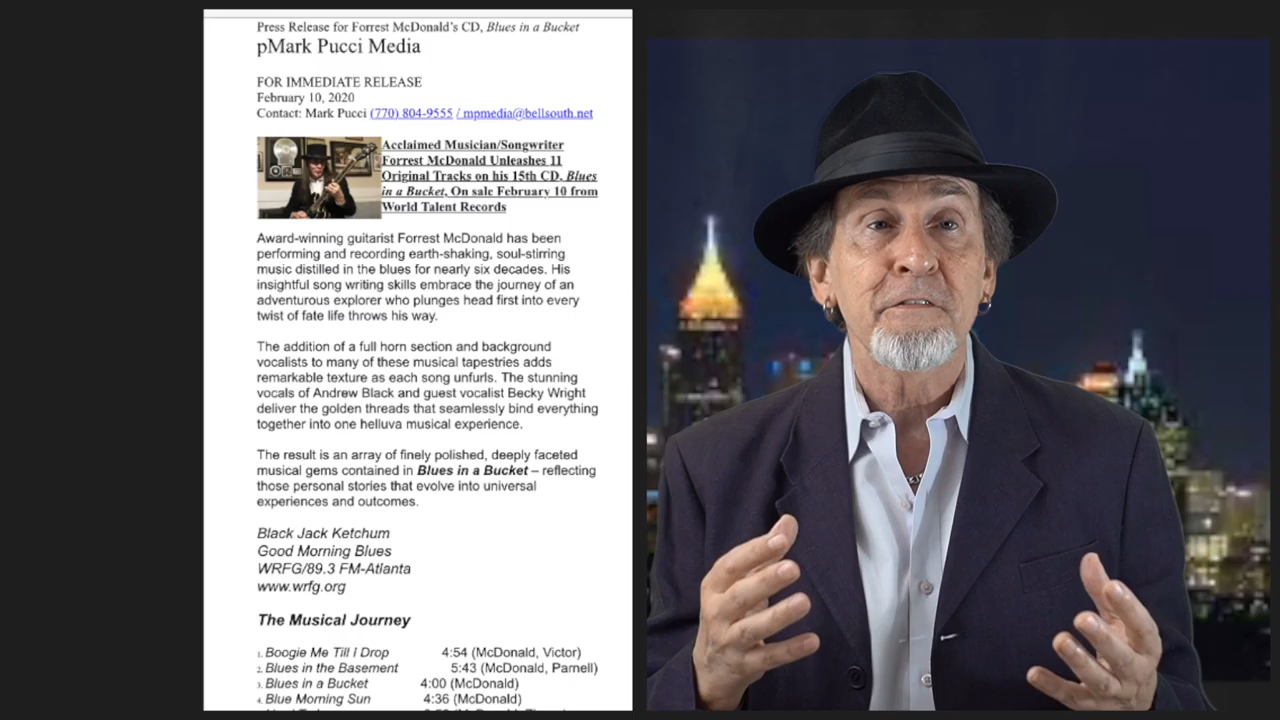 Press Release for Forrest McDonald's CD, Blues in a Bucket
pMark Pucci Media
FOR IMMEDIATE RELEASE
February 10, 2020
Contact: Mark Pucci (770) 804-9555 / mpmedia@bellsouth.net
Acclaimed Musician/Songwriter
Forrest McDonald Unleashes 11
Original Tracks on his 15th CD, Blues
in a Bucket, On sale February 10 from
World Talent Records
Award-winning guitarist Forrest McDonald has been
performing and recording earth-shaking, soul-stirring
music distilled in the blues for nearly six decades. His
insightful song writing skills embrace the journey of an
adventurous explorer who plunges head first into every
twist of fate life throws his way.
The addition of a full horn section and background
vocalists to many of these musical tapestries adds
remarkable texture as each song unfurls. The stunning
vocals of Andrew Black and guest vocalist Becky Wright
deliver the golden threads that seamlessly bind everything
together into one helluva musical experience.
The result is an array of finely polished, deeply faceted
musical gems contained in Blues in a Bucket – reflecting
those personal stories that evolve into universal
experiences and outcomes.
Black Jack Ketchum
Good Morning Blues
WRFG/89.3 FM-Atlanta
www.wrfg.org
The Musical Journey
1. Boogie Me Till I Drop 4:54 (McDonald, Victor)
2. Blues in the Basement 5:43 (McDonald, Parnell)
3. Blues in a Bucket 4:00 (McDonald)
4. Blue Morning Sun 4:36 (McDonald)